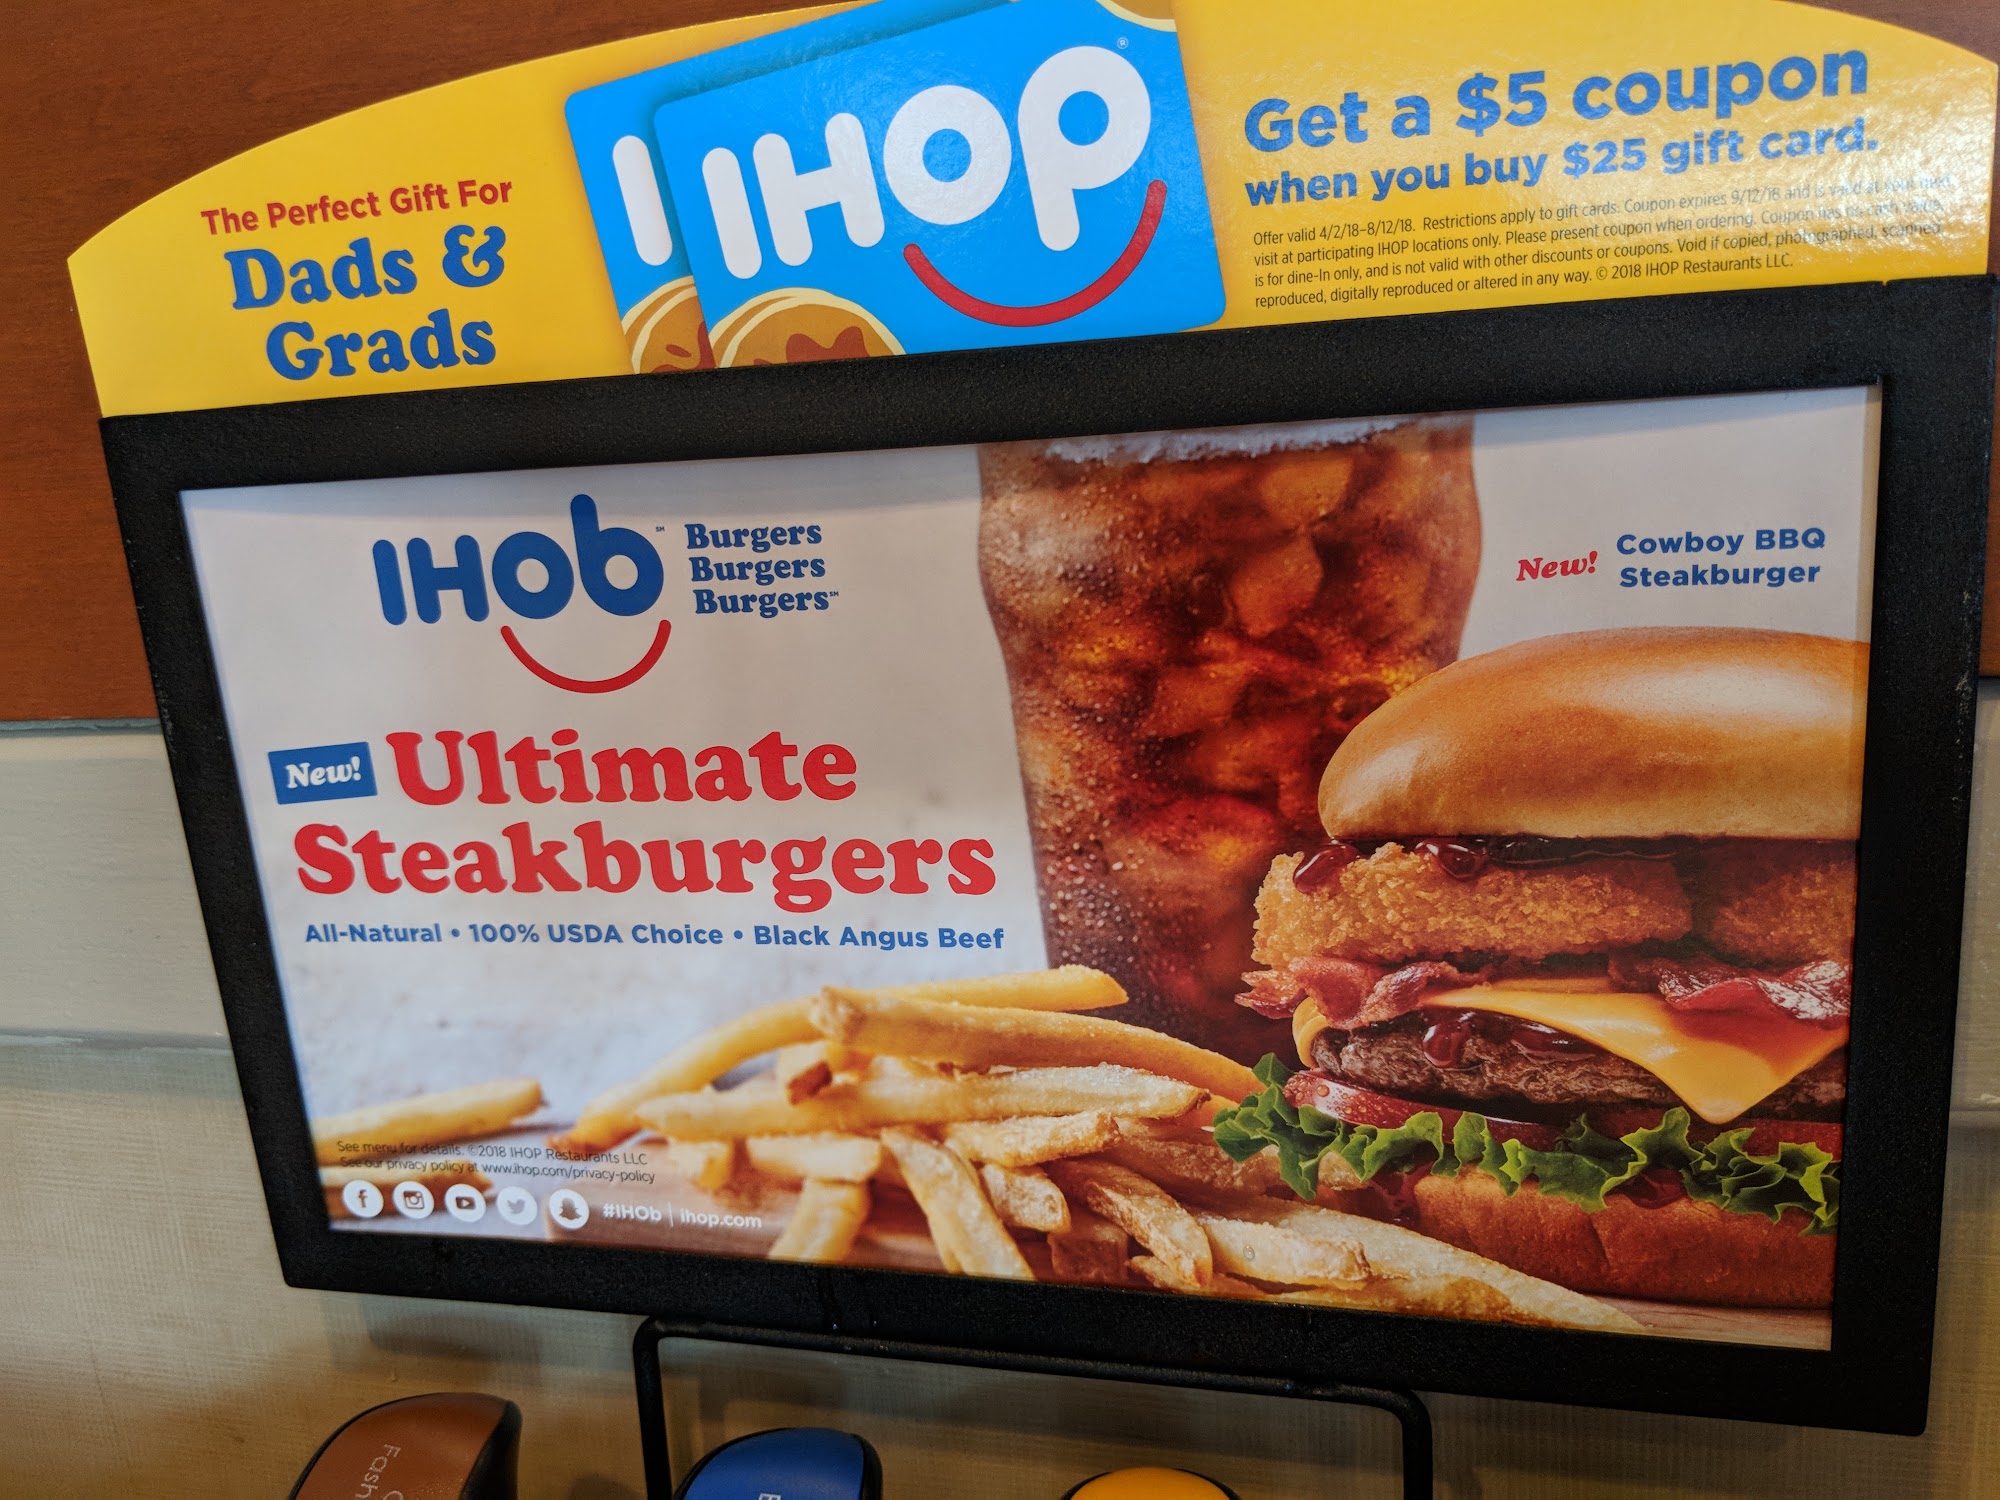 The Perfect Gift For
Dads &
Grads
I
IHOP®
Get a $5 coupon
when you buy $25 gift card.
Offer valid 4/2/18–8/12/18. Restrictions apply to gift cards. Coupon expires 9/12/18 and is valid at your next
visit at participating IHOP locations only. Please present coupon when ordering. Coupon has no cash value,
is for dine-In only, and is not valid with other discounts or coupons. Void if copied, photographed, scanned,
reproduced, digitally reproduced or altered in any way. © 2018 IHOP Restaurants LLC.
IHOb℠
Burgers
Burgers
Burgers℠
New! Cowboy BBQ
Steakburger
New! Ultimate
Steakburgers
All-Natural • 100% USDA Choice • Black Angus Beef
See menu for details. ©2018 IHOP Restaurants LLC
See our privacy policy at www.ihop.com/privacy-policy
#IHOb | ihop.com